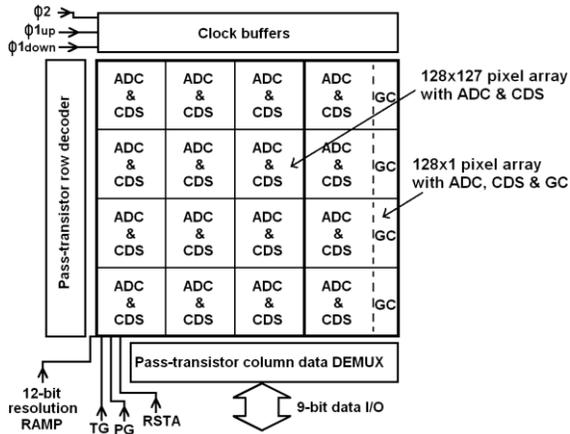 ϕ2
ϕ1up
ϕ1down
Clock buffers
Pass-transistor row decoder
ADC
&
CDS
ADC
&
CDS
ADC
&
CDS
ADC
&
CDS
GC
ADC
&
CDS
ADC
&
CDS
ADC
&
CDS
ADC
&
CDS
GC
ADC
&
CDS
ADC
&
CDS
ADC
&
CDS
ADC
&
CDS
GC
ADC
&
CDS
ADC
&
CDS
ADC
&
CDS
ADC
&
CDS
GC
128x127 pixel array
with ADC & CDS
128x1 pixel array
with ADC, CDS & GC
Pass-transistor column data DEMUX
12-bit
resolution
RAMP
TG
PG
RSTA
9-bit data I/O